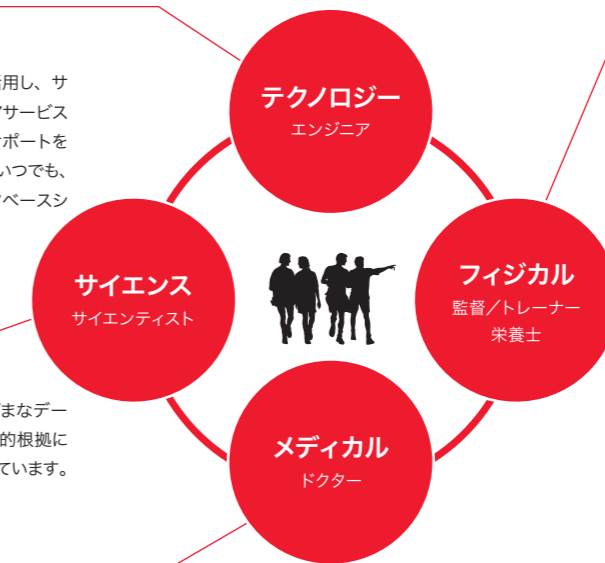 用し、サ
アサービス
ポートを
いつでも、
ベースシ
テクノロジー
エンジニア
サイエンス
サイエンティスト
フィジカル
監督／トレーナー
栄養士
まなデー
的根拠に
ています。
メディカル
ドクター